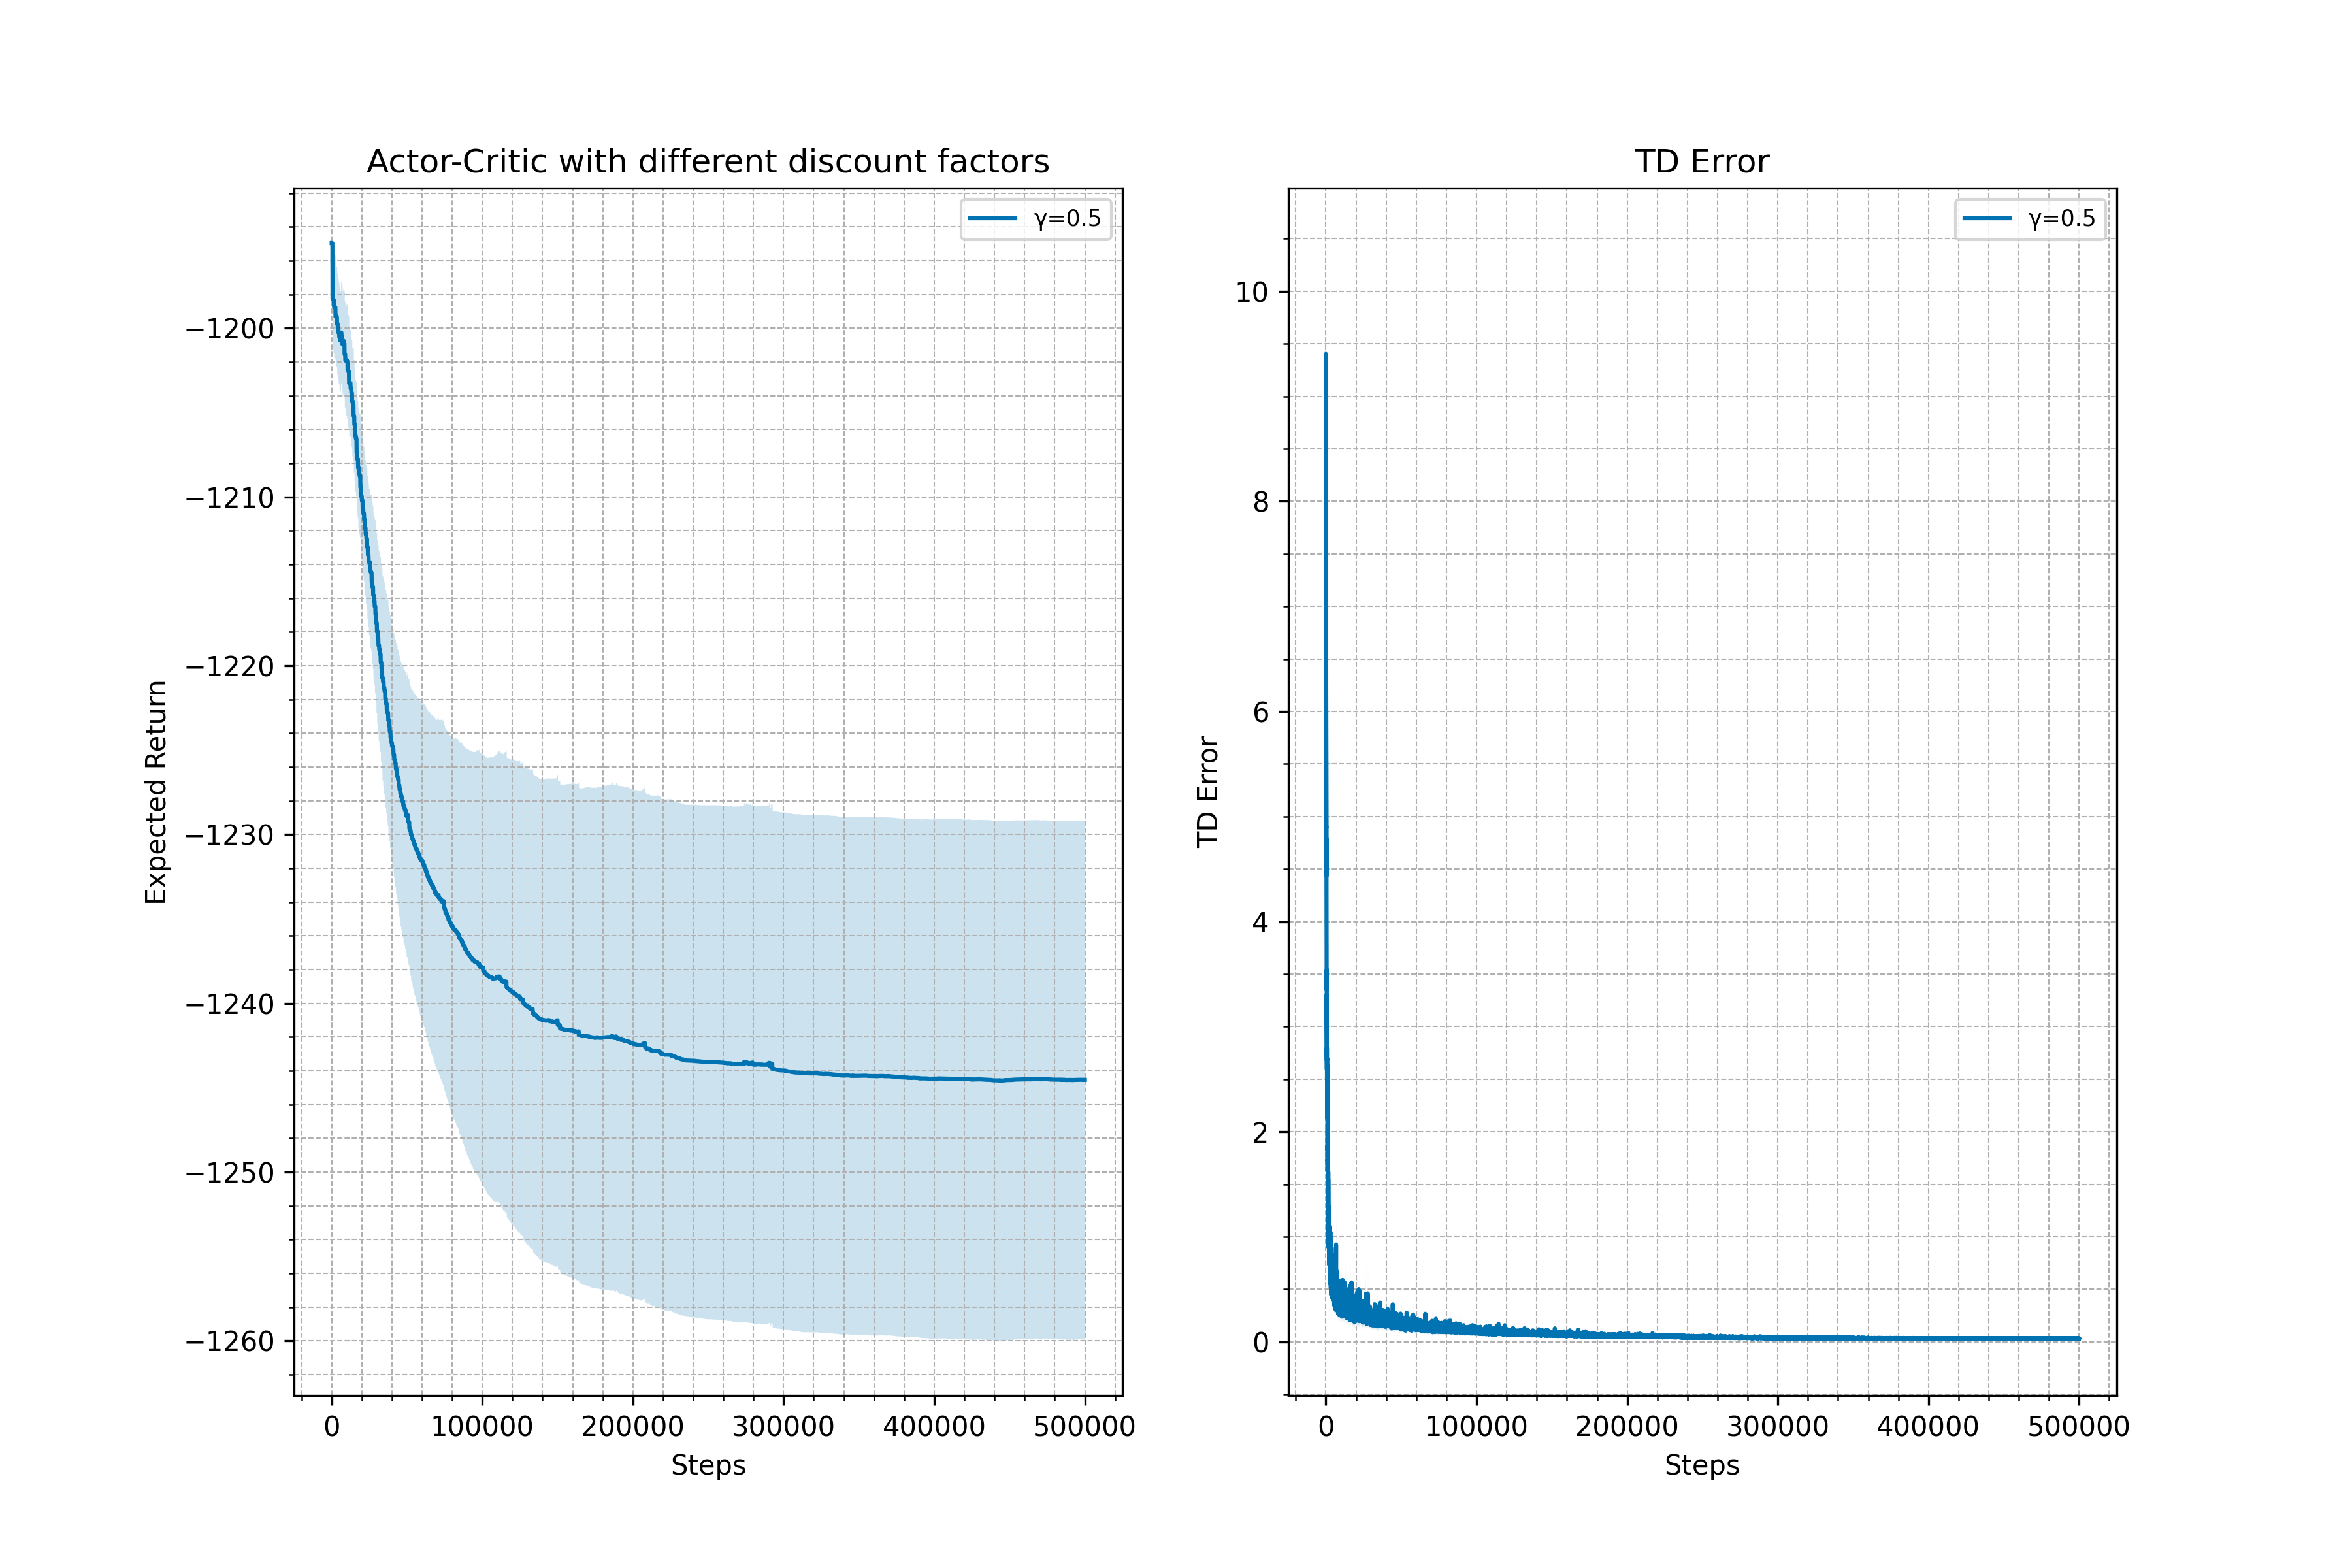 Actor-Critic with different discount factors
γ=0.5
Expected Return
−1200
−1210
−1220
−1230
−1240
−1250
−1260
0 100000 200000 300000 400000 500000
Steps
TD Error
γ=0.5
TD Error
10
8
6
4
2
0
0 100000 200000 300000 400000 500000
Steps